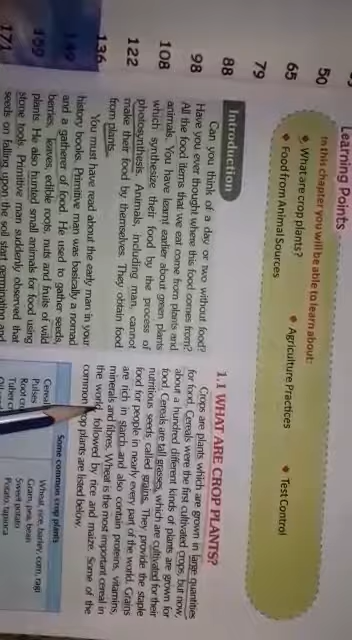 Learning Points
In this chapter you will be able to learn about:
What are crop plants?
Agriculture Practices
Test Control
Food from Animal Sources
Introduction
Can you think of a day or two without food?
Have you ever thought where this food comes from?
All the food items that we eat come from plants and
animals. You have learnt earlier about green plants
which synthesize their food by the process of
photosynthesis. Animals, including man, cannot
make their food by themselves. They obtain food
from plants.
You must have read about the early man in your
history books. Primitive man was basically a nomad
and a gatherer of food. He used to gather seeds,
berries, leaves, edible roots, nuts and fruits of wild
plants. He also hunted small animals for food using
stone tools. Primitive man suddenly observed that
seeds on falling upon the soil start germinating and
1.1 WHAT ARE CROP PLANTS?
Crops are plants which are grown in large quantities
for food. Cereals were the first cultivated crops, but now,
about a hundred different kinds of plants are grown for
food. Cereals are tall grasses, which are cultivated for their
nutritious seeds called grains. They provide the staple
food for people in nearly every part of the world. Grains
are rich in starch and also contain proteins, vitamins,
minerals and fibres. Wheat is the most important cereal in
the world, followed by rice and maize. Some of the
common crop plants are listed below.
Some common crop plants
Cereal Wheat, rice, barley, corn, ragi
Pulses Gram, pea, bean
Root Sweet potato
Tuber Potato, tapioca
50
65
79
88
98
108
122
136
149
159
171